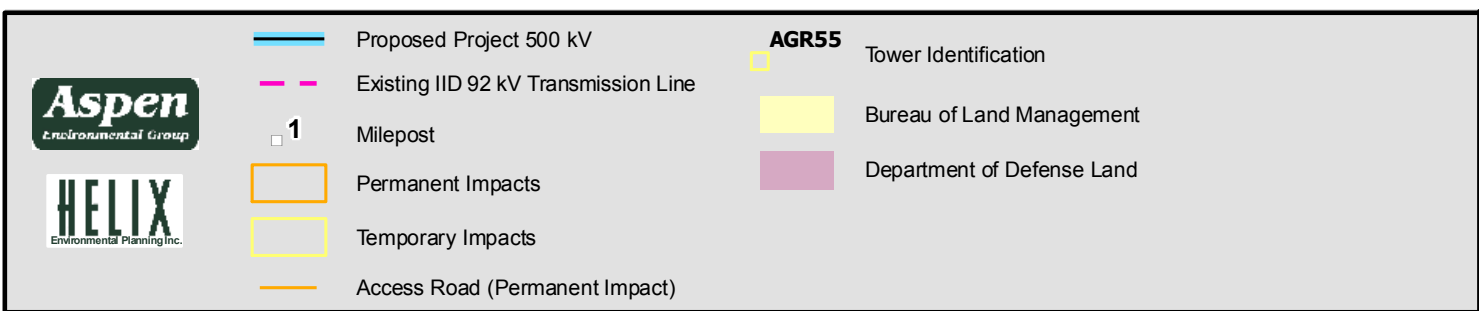 Aspen
Environmental Group
HELIX
Environmental Planning Inc.
Proposed Project 500 kV
Existing IID 92 kV Transmission Line
1 Milepost
Permanent Impacts
Temporary Impacts
Access Road (Permanent Impact)
AGR55 Tower Identification
Bureau of Land Management
Department of Defense Land